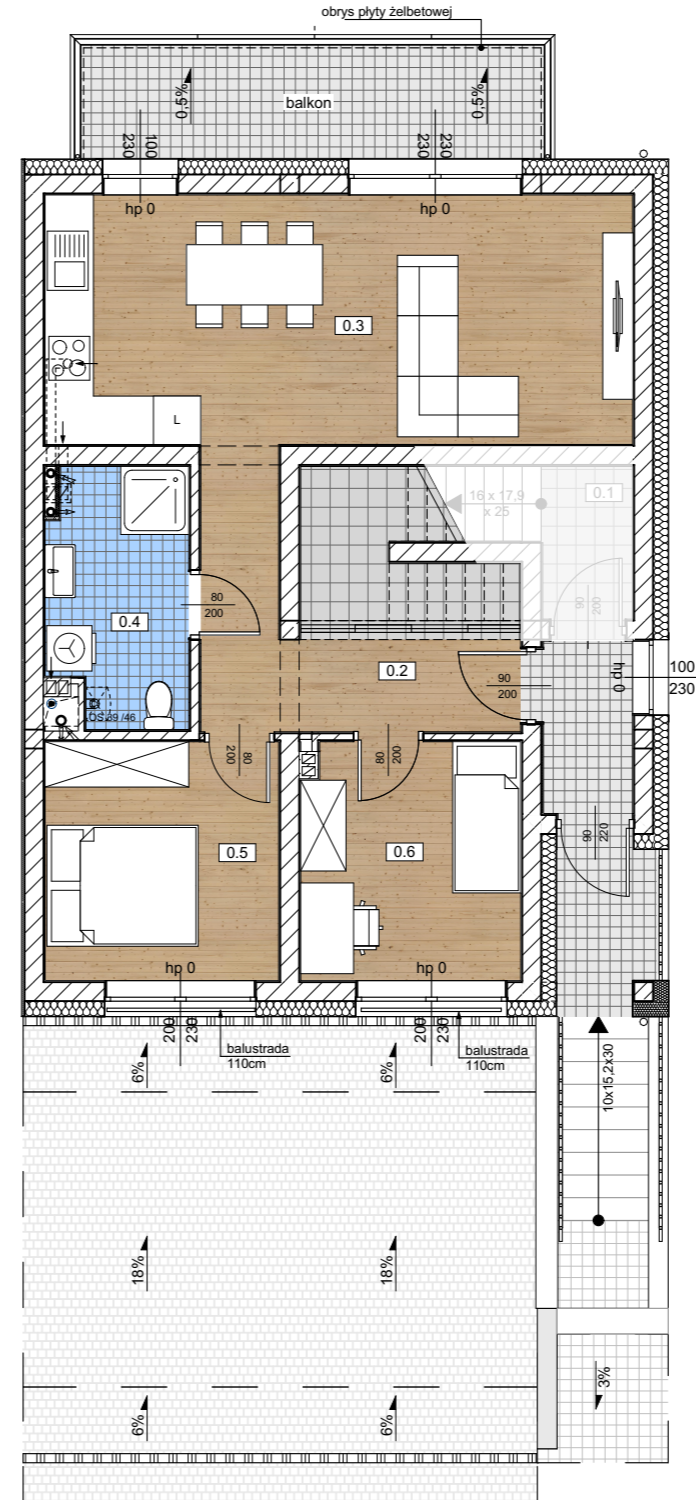 obrys płyty żelbetowej
0,5%
0,5%
balkon
100
230
230
230
hp 0
hp 0
0.3
L
16 x 17,9
x 25
0.1
90
200
80
200
0.4
0.2
90
200
hp 0
100
230
80
200
80
200
0.5
0.6
90
220
hp 0
hp 0
200
230
200
230
balustrada
110cm
balustrada
110cm
6%
6%
10x15,2x30
18%
18%
3%
6%
6%